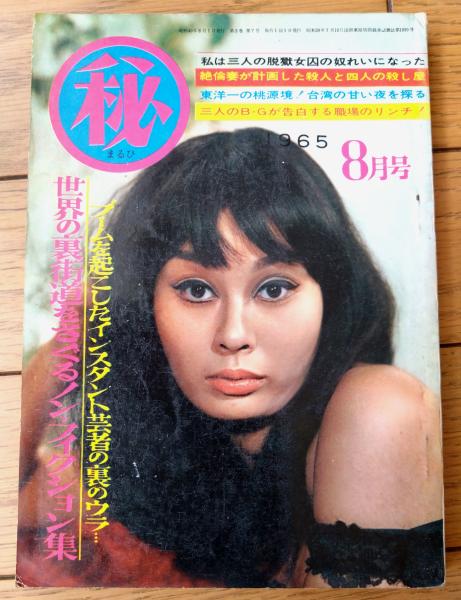 ㊙
まるひ
私は三人の脱獄女囚の奴れいになった
絶倫妻が計画した殺人と四人の殺し屋
東洋一の桃源境！台湾の甘い夜を探る
三人のB・Gが告白する職場のリンチ！
1965
8月号
ブームを起こしたインスタント芸者の裏のウラ…
世界の裏街道をさぐるノンフィクション集